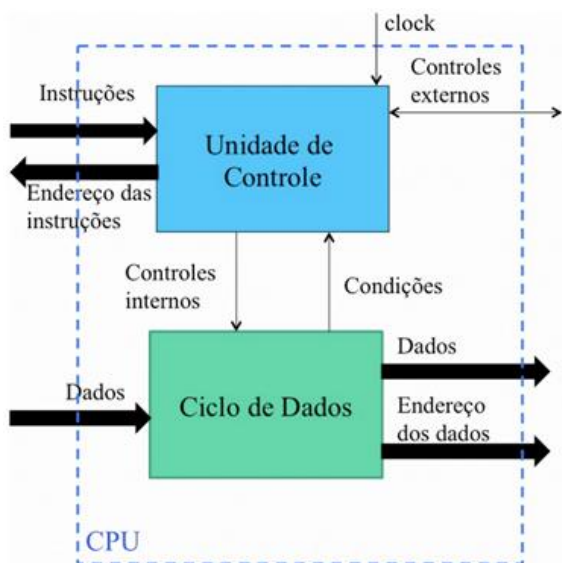 clock
Controles
externos
Instruções
Unidade de
Controle
Endereço das
instruções
Controles
internos
Condições
Dados
Ciclo de Dados
Dados
Endereço
dos dados
CPU